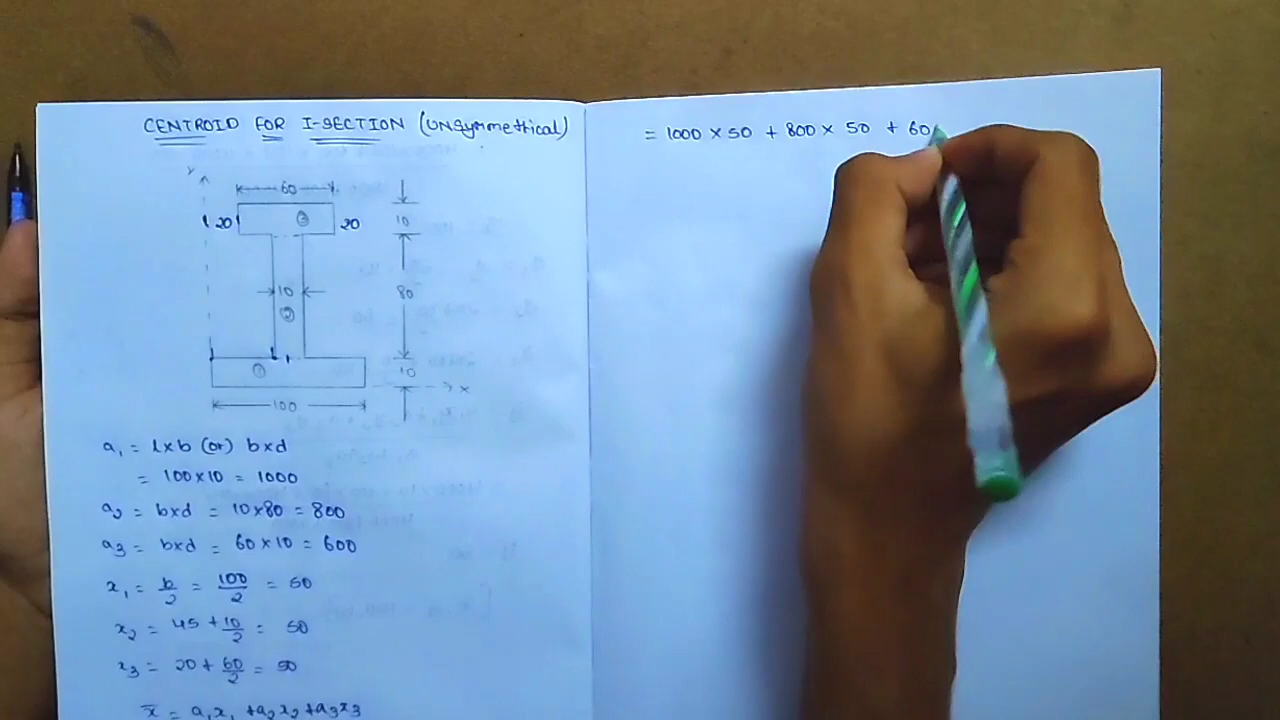 CENTROID FOR I-SECTION (UNSymmetrical)
Y
60
20 ③ 20
10
10
②
80
①
10
x
100
a₁ = l×b (or) b×d
= 100×10 = 1000
a₂ = b×d = 10×80 = 800
a₃ = b×d = 60×10 = 600
x₁ = b/2 = 100/2 = 50
x₂ = 45 + 10/2 = 50
x₃ = 20 + 60/2 = 50
x̄ = a₁x₁ + a₂x₂ + a₃x₃
= 1000 × 50 + 800 × 50 + 60